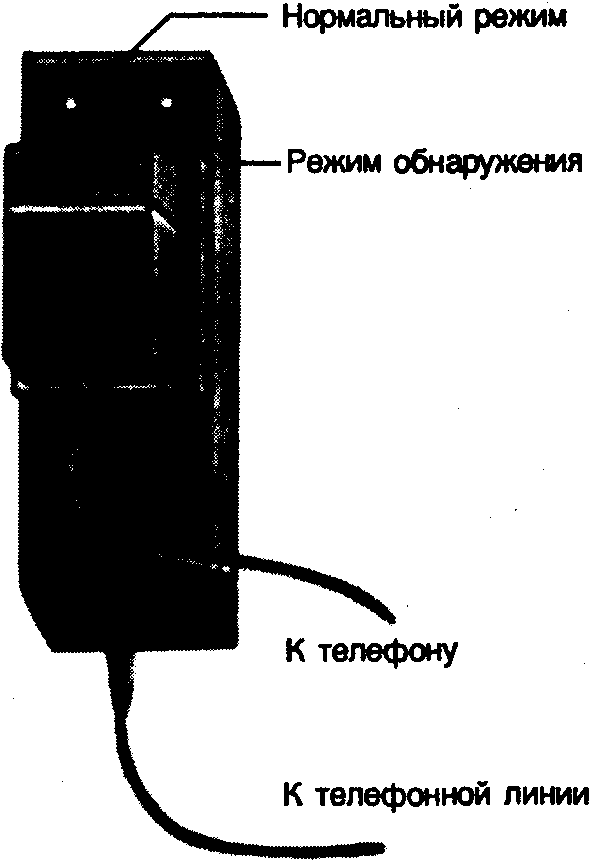 Нормальный режим
Режим обнаружения
К телефону
К телефонной линии